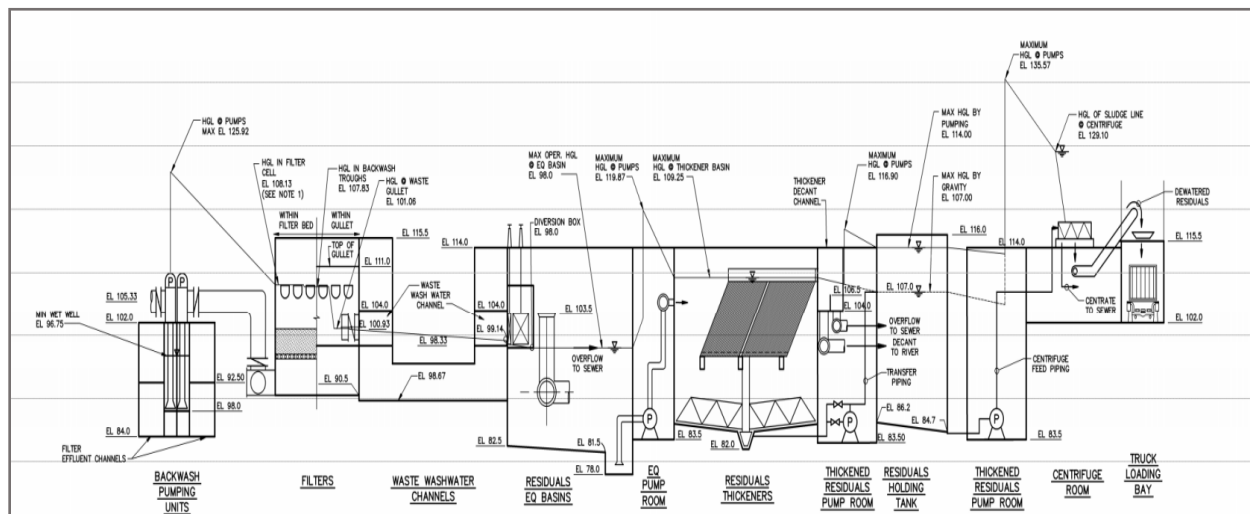 MAXIMUM
HGL @ PUMPS
EL 135.57
HGL @ PUMPS
MAX EL 125.92
HGL IN FILTER
CELL
EL 108.13
(SEE NOTE 1)
HGL IN BACKWASH
TROUGHS
EL 107.83
HGL @ WASTE
GULLET
EL 101.06
MAX OPER. HGL
@ EQ BASIN
EL 98.0
MAXIMUM
HGL @ PUMPS
EL 119.87
MAXIMUM
HGL @ THICKENER BASIN
EL 109.25
THICKENER
DECANT
CHANNEL
MAXIMUM
HGL @ PUMPS
EL 116.90
MAX HGL BY
PUMPING
EL 114.00
MAX HGL BY
GRAVITY
EL 107.00
HGL OF SLUDGE LINE
@ CENTRIFUGE
EL 129.10
DEWATERED
RESIDUALS
WITHIN
FILTER BED
WITHIN
GULLET
TOP OF
GULLET
EL 115.5
EL 111.0
EL 114.0
DIVERSION BOX
EL 98.0
EL 116.0
EL 114.0
EL 115.5
P
P
EL 105.33
EL 102.0
MIN WET WELL
EL 96.75
EL 92.50
EL 98.0
EL 84.0
FILTER
EFFLUENT CHANNELS
EL 104.0
EL 100.93
WASTE
WASH WATER
CHANNEL
EL 104.0
EL 99.14
EL 98.33
EL 90.5
EL 98.67
EL 103.5
OVERFLOW
TO SEWER
EL 82.5
EL 81.5
EL 78.0
P
EL 83.5
EL 82.0
EL 106.5
EL 104.0
EL 107.0
OVERFLOW
TO SEWER
DECANT
TO RIVER
TRANSFER
PIPING
P
EL 86.2
EL 83.50
EL 84.7
P
EL 83.5
CENTRIFUGE
FEED PIPING
CENTRATE
TO SEWER
EL 102.0
BACKWASH
PUMPING
UNITS
FILTERS
WASTE WASHWATER
CHANNELS
RESIDUALS
EQ BASINS
EQ
PUMP
ROOM
RESIDUALS
THICKENERS
THICKENED
RESIDUALS
PUMP ROOM
RESIDUALS
HOLDING
TANK
THICKENED
RESIDUALS
PUMP ROOM
CENTRIFUGE
ROOM
TRUCK
LOADING
BAY